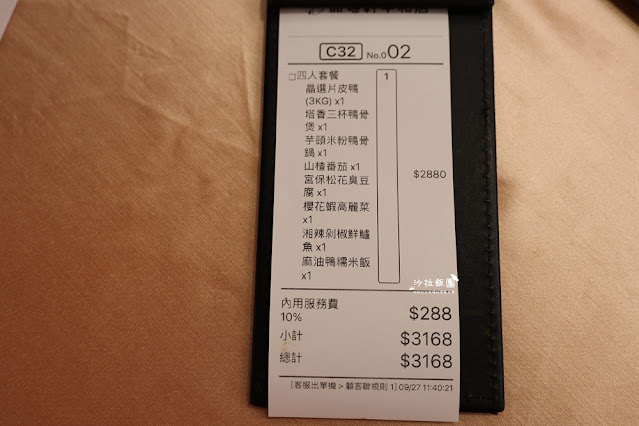 C32 No.002
四人套餐 1
晶選片皮鴨
(3KG) x1
塔香三杯鴨骨
煲 x1
芋頭米粉鴨骨
鍋 x1
山楂番茄 x1
宮保松花臭豆
腐 x1
櫻花蝦高麗菜
x1
湘辣剁椒鮮鱸
魚 x1
麻油鴨糯米飯
x1
$2880
沙拉飯團
內用服務費
10% $288
小計 $3168
總計 $3168
[客服出單機 > 顧客聯規則 1] 09/27 11:40:21